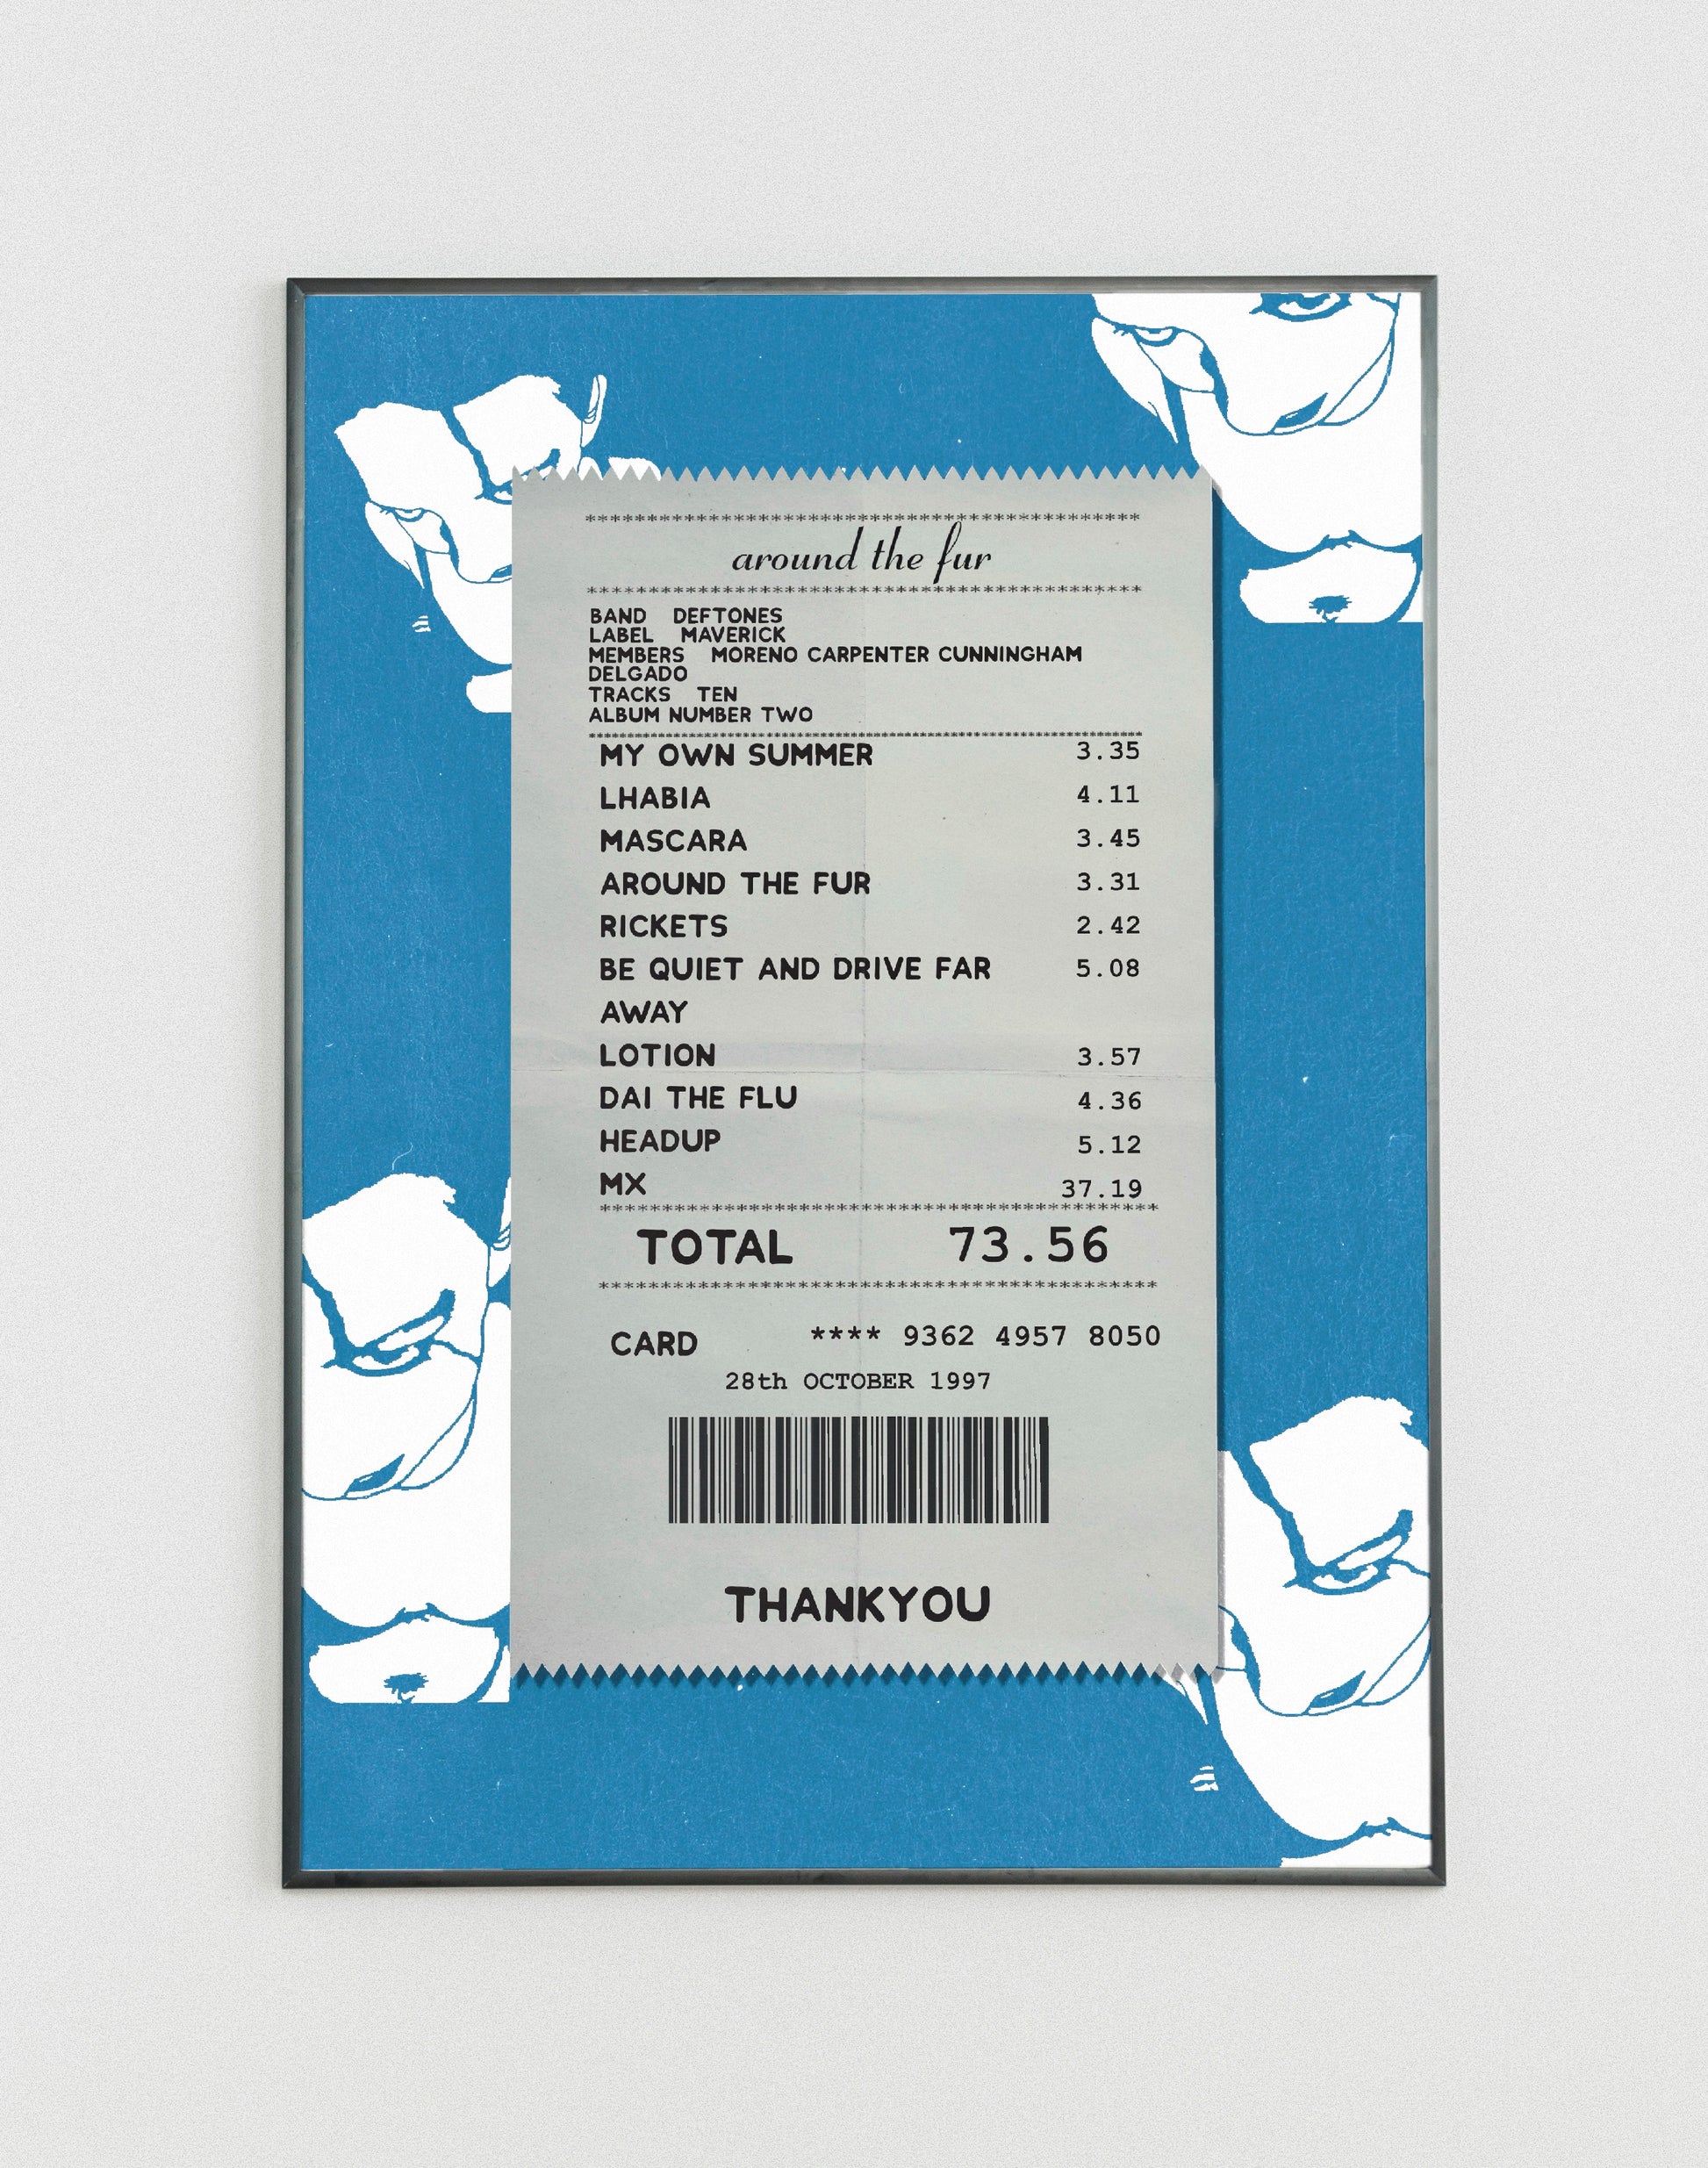 ********************************************
around the fur
********************************************
BAND DEFTONES
LABEL MAVERICK
MEMBERS MORENO CARPENTER CUNNINGHAM
DELGADO
TRACKS TEN
ALBUM NUMBER TWO
MY OWN SUMMER 3.35
LHABIA 4.11
MASCARA 3.45
AROUND THE FUR 3.31
RICKETS 2.42
BE QUIET AND DRIVE FAR 5.08
AWAY
LOTION 3.57
DAI THE FLU 4.36
HEADUP 5.12
MX 37.19
********************************************
TOTAL 73.56
********************************************
CARD **** 9362 4957 8050
28th OCTOBER 1997
THANKYOU